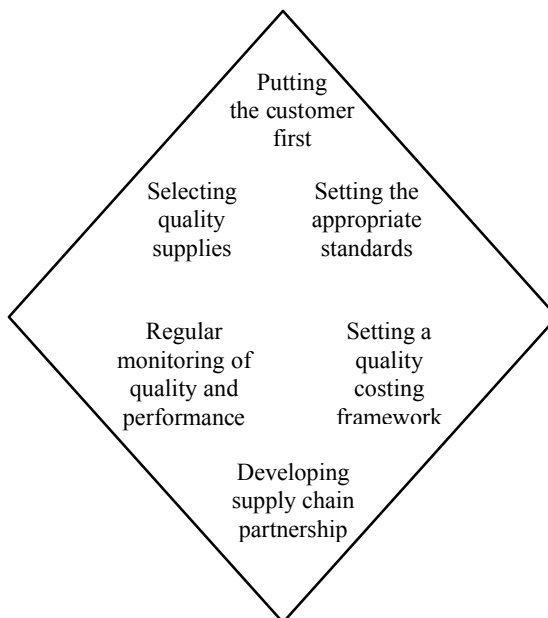 Putting
the customer
first
Selecting
quality
supplies
Setting the
appropriate
standards
Regular
monitoring of
quality and
performance
Setting a
quality
costing
framework
Developing
supply chain
partnership